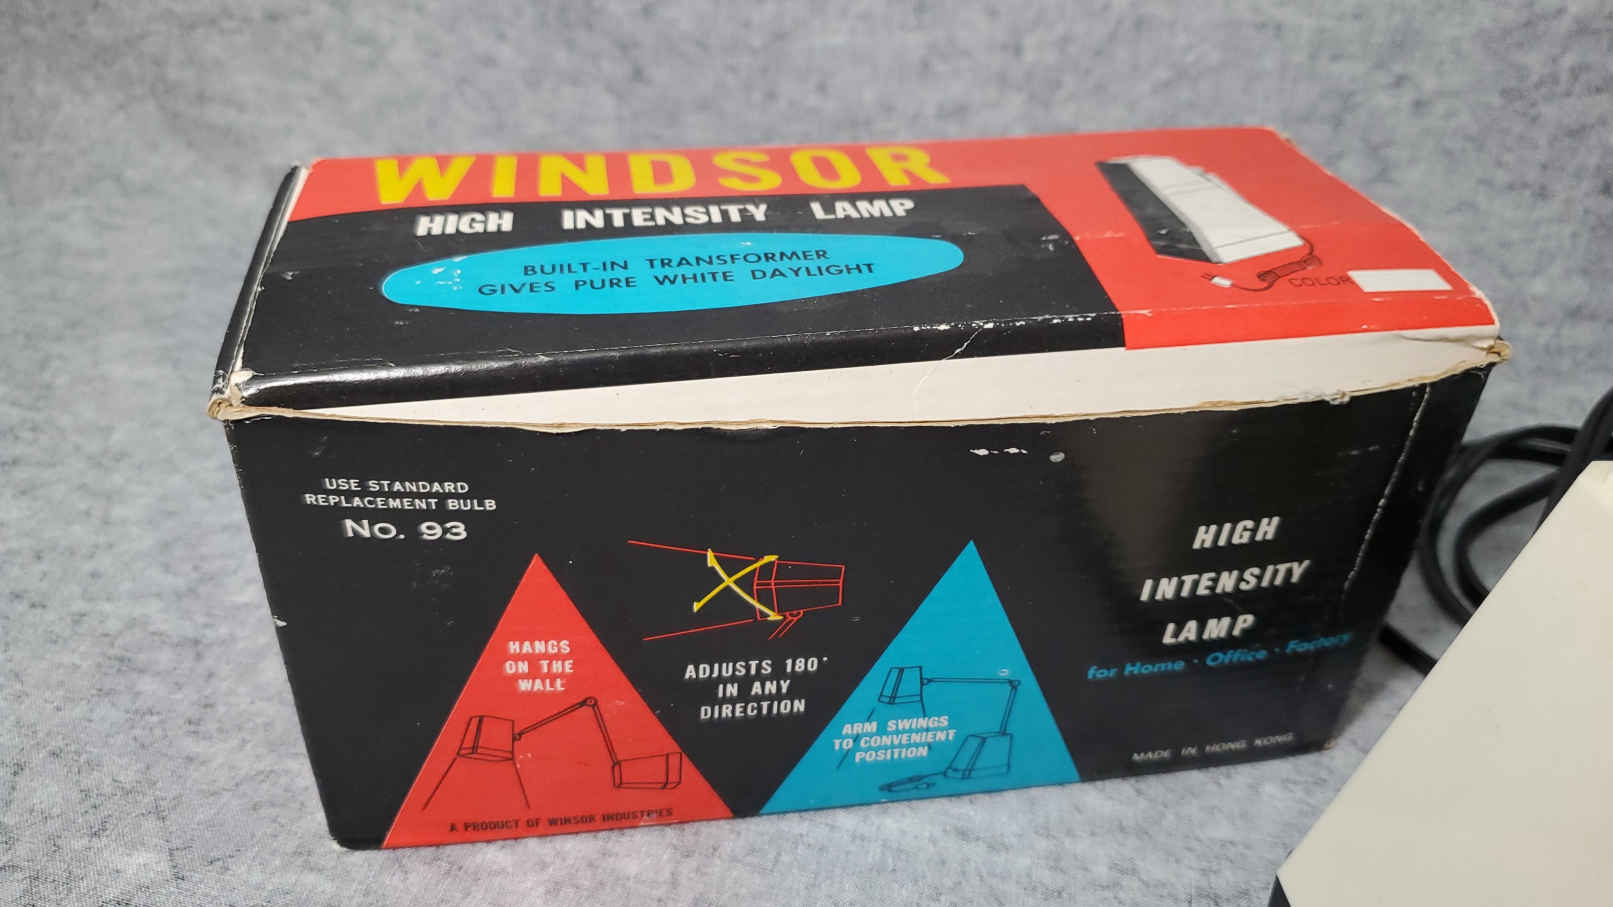 WINDSOR
HIGH INTENSITY LAMP
BUILT-IN TRANSFORMER
GIVES PURE WHITE DAYLIGHT
COLOR
USE STANDARD
REPLACEMENT BULB
No. 93
HANGS
ON THE
WALL
A PRODUCT OF WINSOR INDUSTRIES
ADJUSTS 180°
IN ANY
DIRECTION
ARM SWINGS
TO CONVENIENT
POSITION
HIGH
INTENSITY
LAMP
for Home · Office · Factory
MADE IN HONG KONG